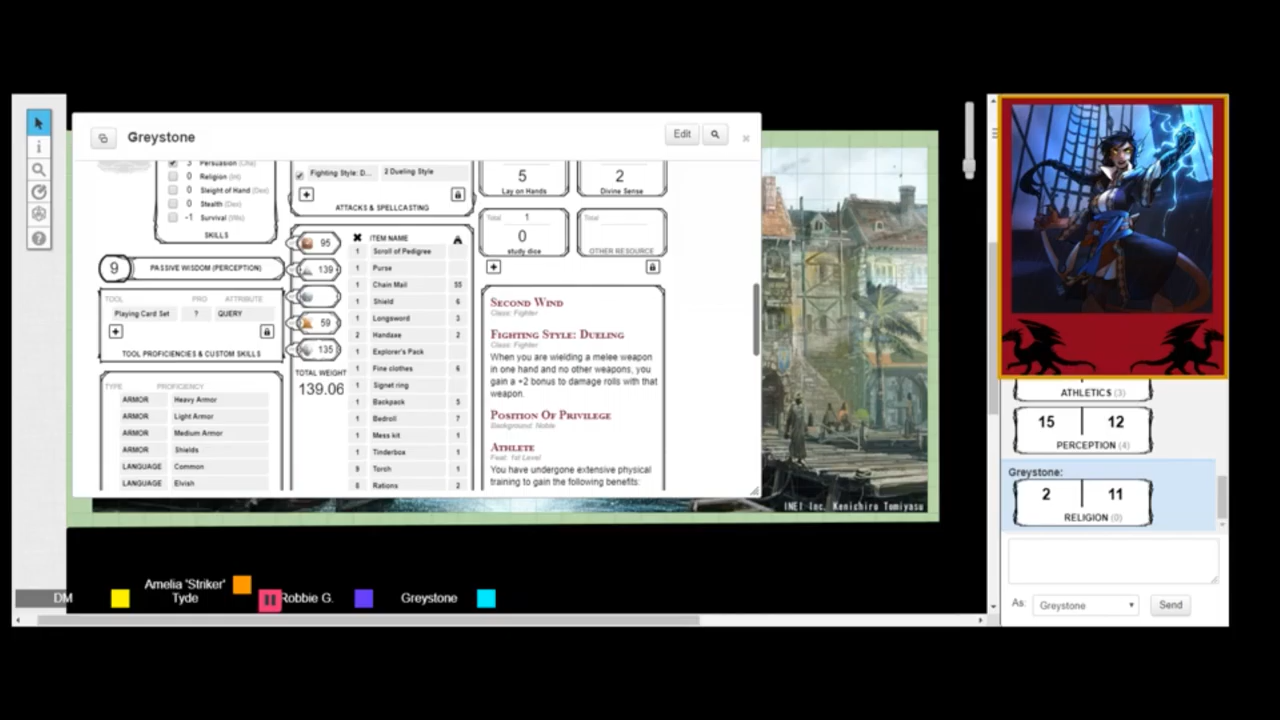 Greystone
Edit
3 Persuasion (Cha)
0 Religion (Int)
0 Sleight of Hand (Dex)
0 Stealth (Dex)
-1 Survival (Wis)
SKILLS
9 PASSIVE WISDOM (PERCEPTION)
TOOL PRO ATTRIBUTE
Playing Card Set ? QUERY
TOOL PROFICIENCIES & CUSTOM SKILLS
TYPE PROFICIENCY
ARMOR Heavy Armor
ARMOR Light Armor
ARMOR Medium Armor
ARMOR Shields
LANGUAGE Common
LANGUAGE Elvish
Fighting Style: D... 2 Dueling Style
ATTACKS & SPELLCASTING
95
139
59
135
TOTAL WEIGHT
139.06
ITEM NAME
1 Scroll of Pedigree
1 Purse
1 Chain Mail 55
1 Shield 6
1 Longsword 3
2 Handaxe 2
1 Explorer's Pack
1 Fine clothes 6
1 Signet ring
1 Backpack 5
1 Bedroll 7
1 Mess kit 1
1 Tinderbox 1
9 Torch 1
8 Rations 2
5
Lay on Hands
2
Divine Sense
Total 1
0
study dice
Total
OTHER RESOURCE
SECOND WIND
Class: Fighter
FIGHTING STYLE: DUELING
Class: Fighter
When you are wielding a melee weapon
in one hand and no other weapons, you
gain a +2 bonus to damage rolls with that
weapon.
POSITION OF PRIVILEGE
Background: Noble
ATHLETE
Feat: 1st Level
You have undergone extensive physical
training to gain the following benefits:
INEI Inc. Kenichiro Tomiyasu
DM
Amelia 'Striker'
Tyde
Robbie G.
Greystone
ATHLETICS (3)
15 12
PERCEPTION (4)
Greystone:
2 11
RELIGION (0)
As: Greystone Send